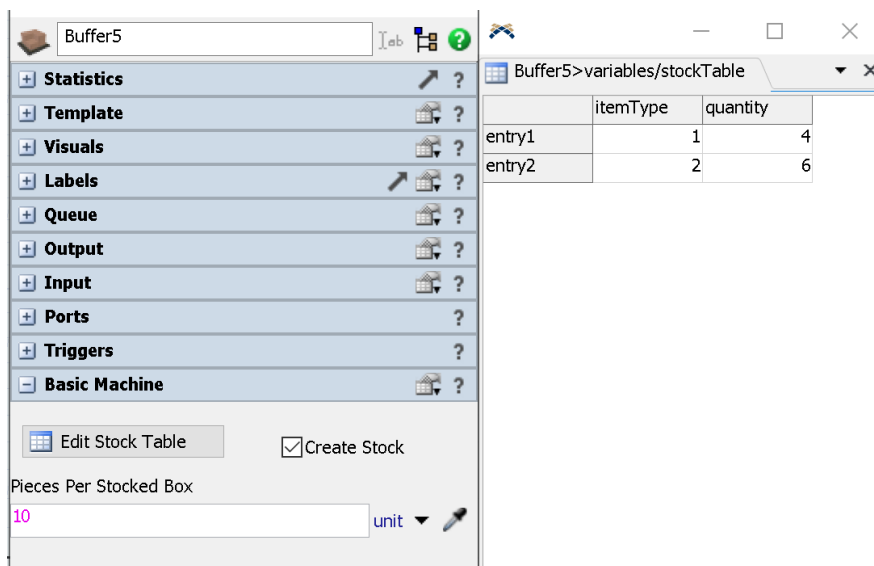 Buffer5
Statistics
Template
Visuals
Labels
Queue
Output
Input
Ports
Triggers
Basic Machine
Edit Stock Table
Create Stock
Pieces Per Stocked Box
10 unit
Buffer5>variables/stockTable
itemType quantity
entry1 1 4
entry2 2 6